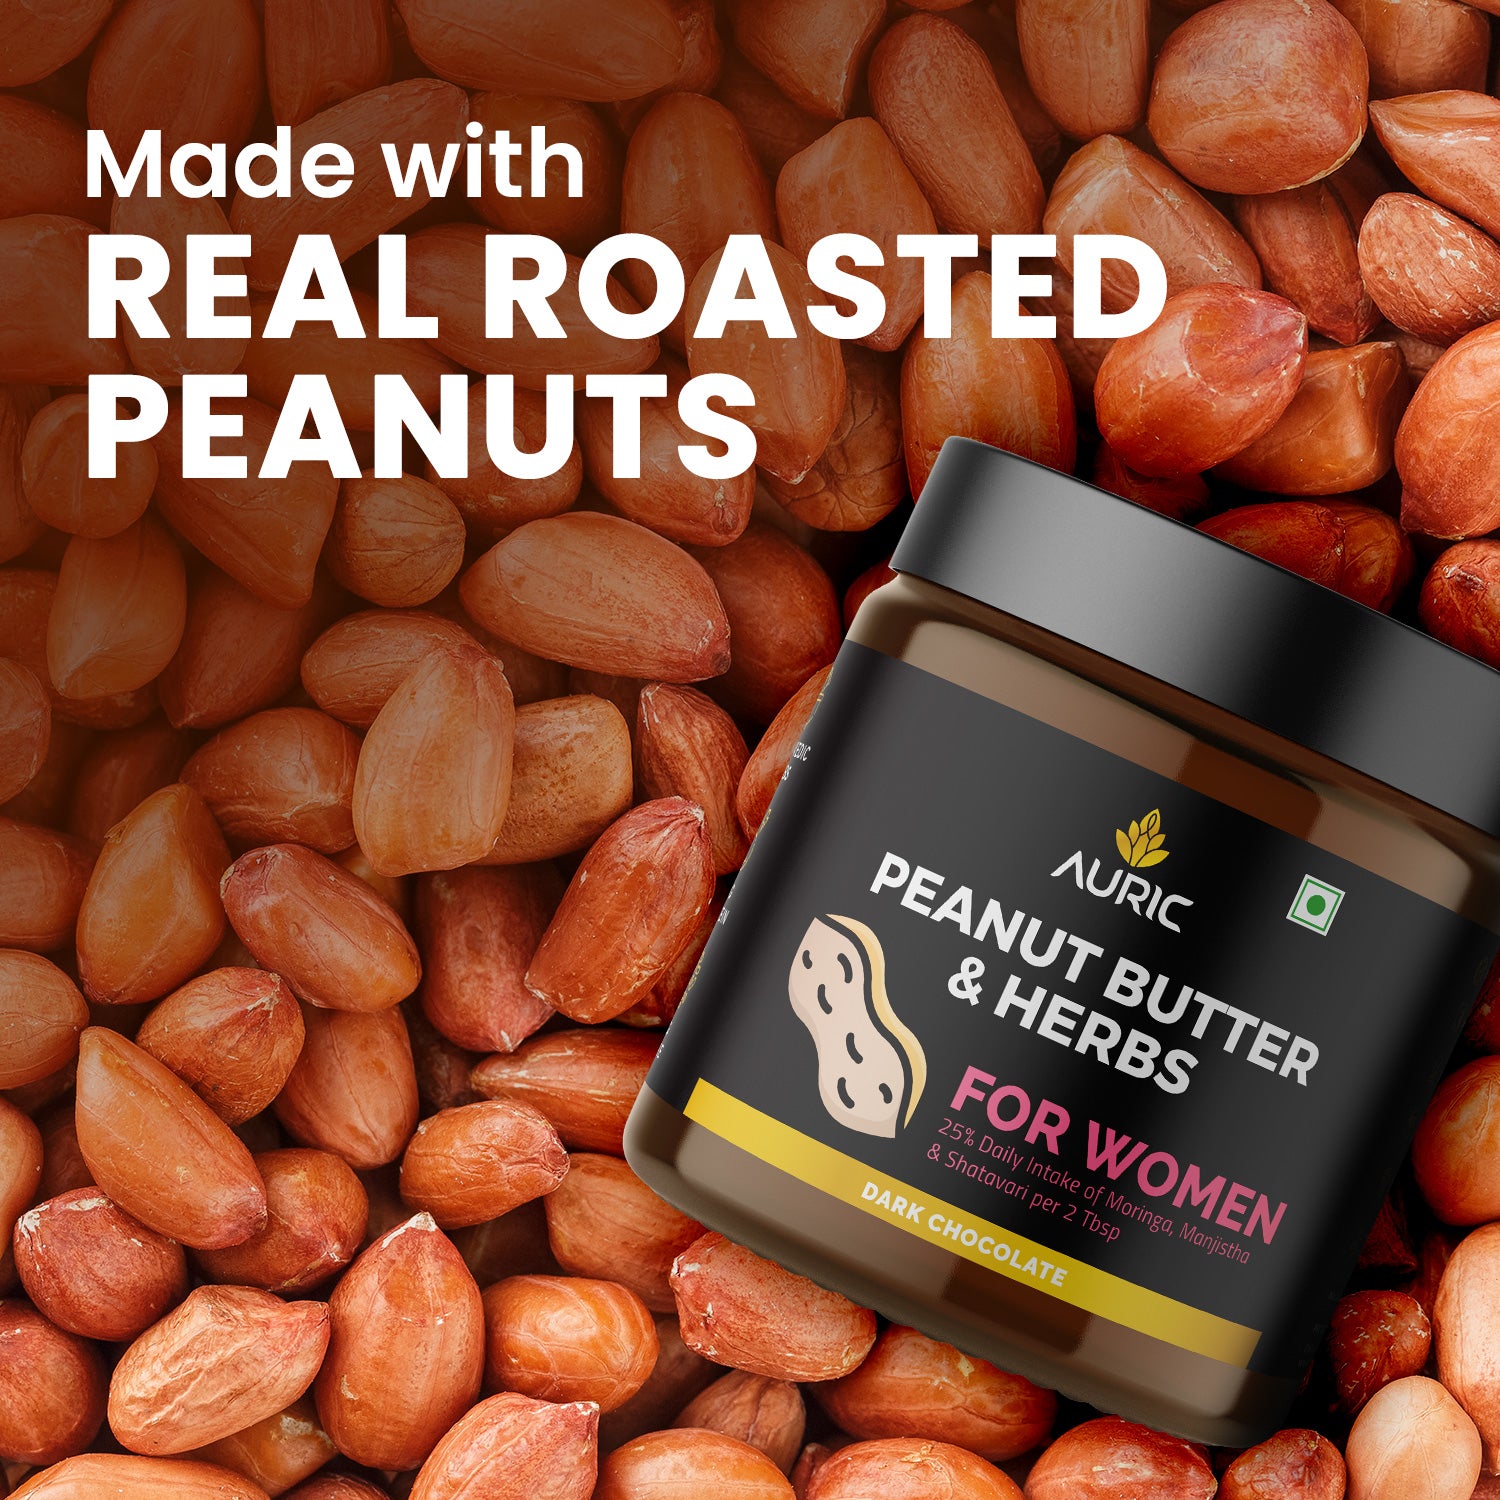 Made with
REAL ROASTED
PEANUTS
AURIC
PEANUT BUTTER
& HERBS
FOR WOMEN
25% Daily Intake of Moringa, Manjistha
& Shatavari per 2 Tbsp
DARK CHOCOLATE